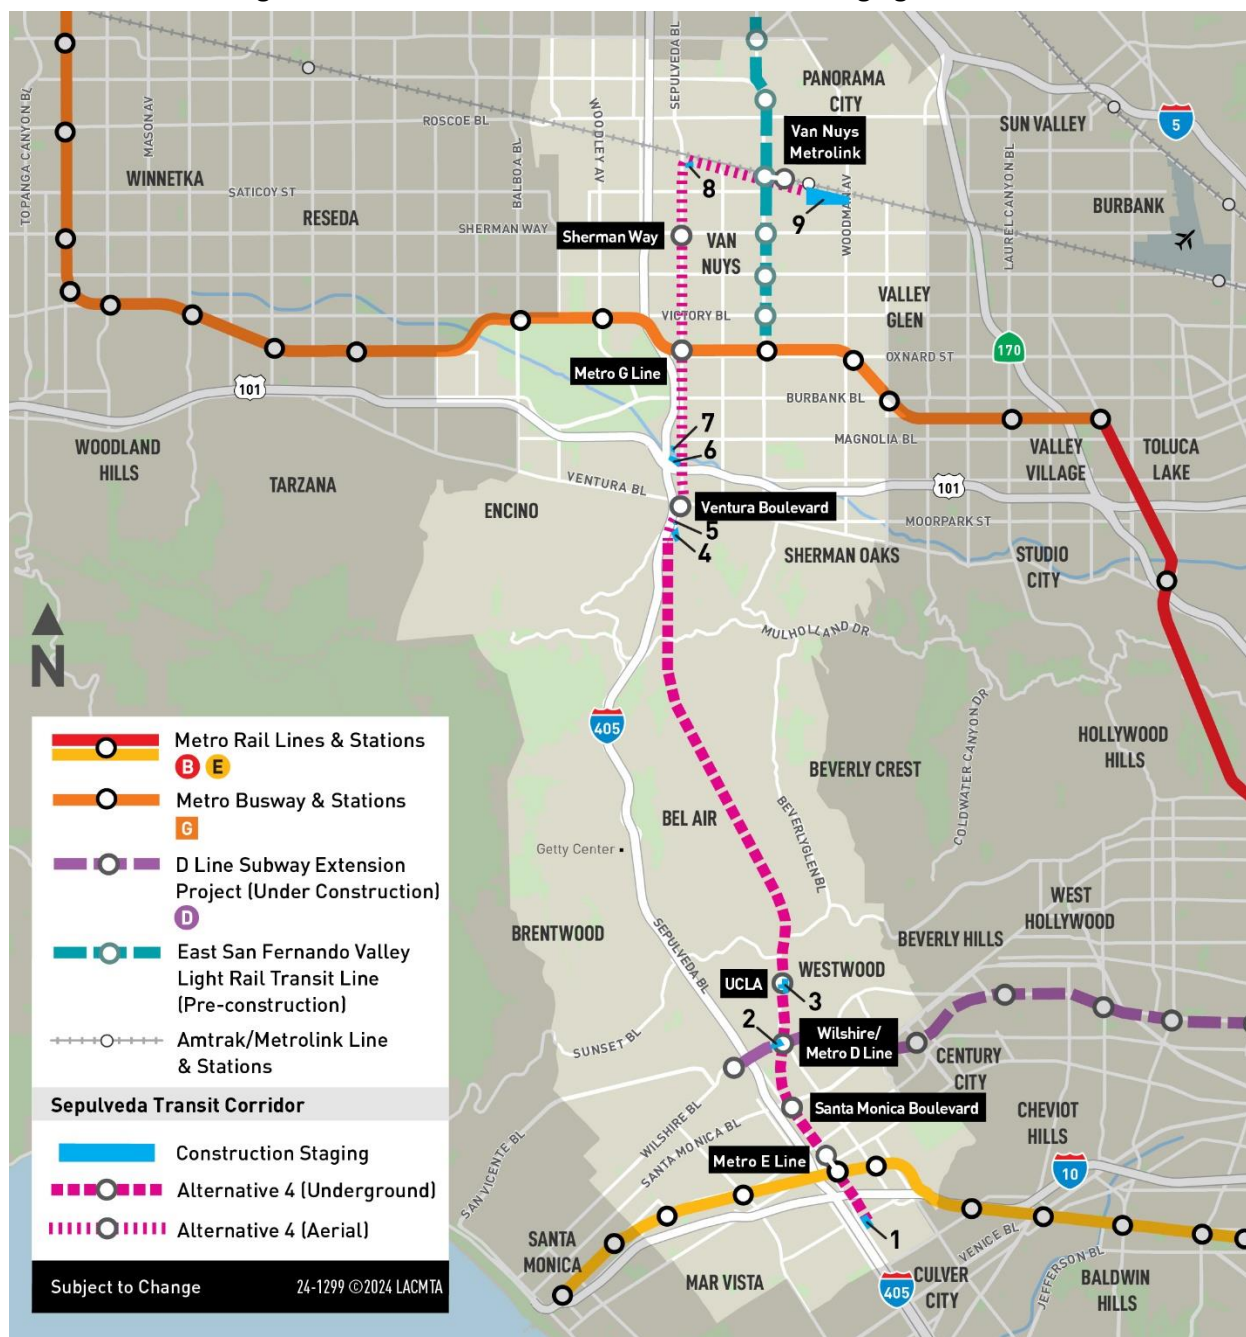 SEPULVEDA BL
PANORAMA
CITY
5
SUN VALLEY
TOPANGA CANYON BL
MASON AV
ROSCOE BL
WOODLEY AV
Van Nuys
Metrolink
LAUREL CANYON BL
WINNETKA
SATICOY ST
BALBOA BL
8
WOODMAN AV
BURBANK
RESEDA
SHERMAN WAY
Sherman Way
VAN
NUYS
9
VICTORY BL
VALLEY
GLEN
Metro G Line
OXNARD ST
170
101
BURBANK BL
7
MAGNOLIA BL
6
WOODLAND
HILLS
TARZANA
VENTURA BL
101
VALLEY
VILLAGE
TOLUCA
LAKE
ENCINO
Ventura Boulevard
MOORPARK ST
5
4
SHERMAN OAKS
STUDIO
CITY
N
MULHOLLAND DR
405
COLDWATER CANYON DR
HOLLYWOOD
HILLS
BEVERLY CREST
BEL AIR
BEVERLYGLEN BL
Getty Center
WEST
HOLLYWOOD
BRENTWOOD
SEPULVEDA BL
BEVERLY HILLS
UCLA
WESTWOOD
3
2
Wilshire/
Metro D Line
SUNSET BL
CENTURY
CITY
Santa Monica Boulevard
CHEVIOT
HILLS
WILSHIRE BL
SANTA MONICA BL
SAN VICENTE BL
Metro E Line
10
1
SANTA
MONICA
MAR VISTA
VENICE BL
CULVER
CITY
405
JEFFERSON BL
BALDWIN
HILLS
Metro Rail Lines & Stations
B E
Metro Busway & Stations
G
D Line Subway Extension
Project (Under Construction)
D
East San Fernando Valley
Light Rail Transit Line
(Pre-construction)
Amtrak/Metrolink Line
& Stations
Sepulveda Transit Corridor
Construction Staging
Alternative 4 (Underground)
Alternative 4 (Aerial)
Subject to Change 24-1299 ©2024 LACMTA